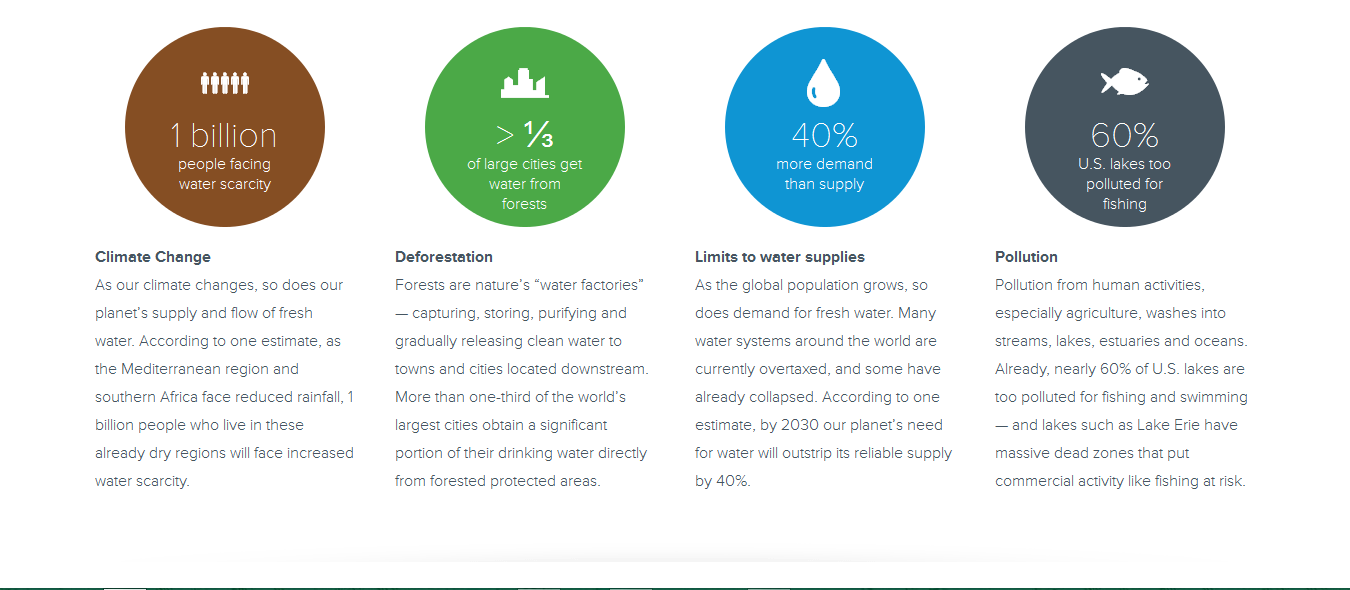 1 billion
people facing
water scarcity
> ⅓
of large cities get
water from
forests
40%
more demand
than supply
60%
U.S. lakes too
polluted for
fishing
Climate Change
As our climate changes, so does our
planet's supply and flow of fresh
water. According to one estimate, as
the Mediterranean region and
southern Africa face reduced rainfall, 1
billion people who live in these
already dry regions will face increased
water scarcity.
Deforestation
Forests are nature's “water factories”
— capturing, storing, purifying and
gradually releasing clean water to
towns and cities located downstream.
More than one-third of the world's
largest cities obtain a significant
portion of their drinking water directly
from forested protected areas.
Limits to water supplies
As the global population grows, so
does demand for fresh water. Many
water systems around the world are
currently overtaxed, and some have
already collapsed. According to one
estimate, by 2030 our planet's need
for water will outstrip its reliable supply
by 40%.
Pollution
Pollution from human activities,
especially agriculture, washes into
streams, lakes, estuaries and oceans.
Already, nearly 60% of U.S. lakes are
too polluted for fishing and swimming
— and lakes such as Lake Erie have
massive dead zones that put
commercial activity like fishing at risk.